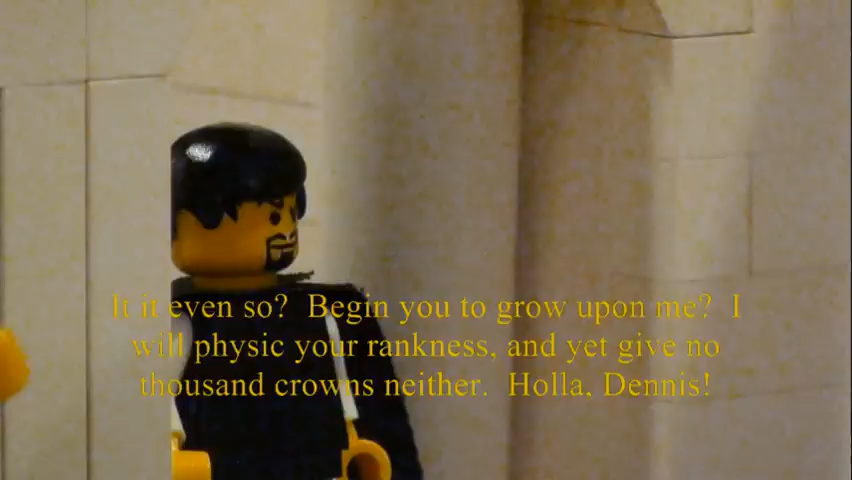 It it even so?  Begin you to grow upon me?  I
will physic your rankness, and yet give no
thousand crowns neither.  Holla, Dennis!